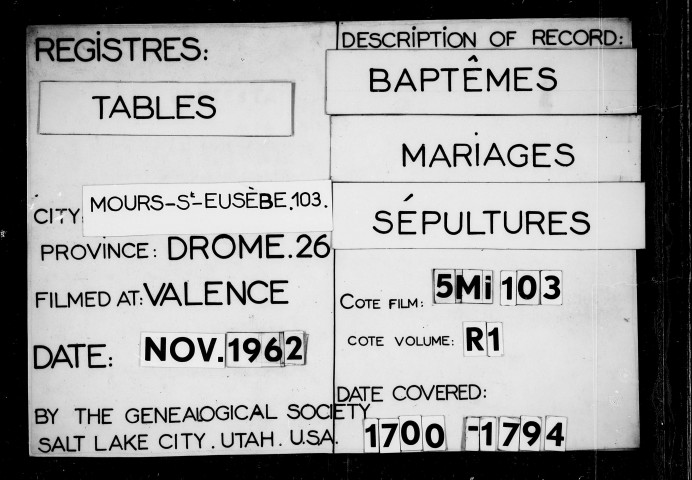 REGISTRES:
TABLES
CITY: MOURS-St-EUSÈBE.103.
PROVINCE: DROME.26
FILMED AT: VALENCE
DATE: NOV. 1962
BY THE GENEALOGICAL SOCIETY
SALT LAKE CITY. UTAH. U.S.A.
DESCRIPTION OF RECORD:
BAPTÊMES
MARIAGES
SÉPULTURES
COTE FILM: 5Mi 103
COTE VOLUME: R1
DATE COVERED:
1700-1794